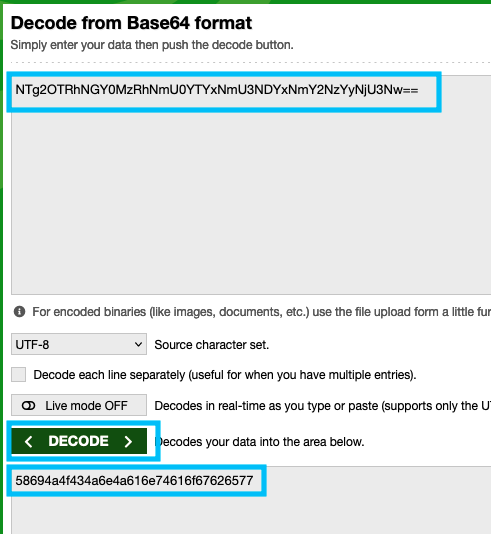 Decode from Base64 format
Simply enter your data then push the decode button.
NTg2OTRhNGY0MzRhNmU0YTYxNmU3NDYxNmY2NzYyNjU3Nw==
For encoded binaries (like images, documents, etc.) use the file upload form a little
UTF-8 Source character set.
Decode each line separately (useful for when you have multiple entries).
Live mode OFF Decodes in real-time as you type or paste (supports only the
< DECODE > Decodes your data into the area below.
58694a4f434a6e4a616e74616f67626577